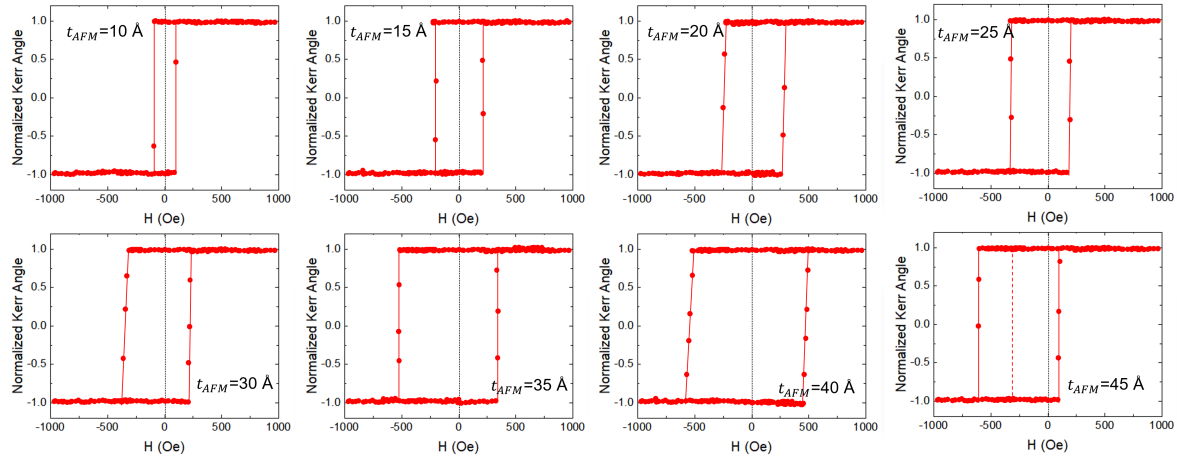 Normalized Kerr Angle
1.0
0.5
0.0
-0.5
-1.0
t_AFM=10 Å
-1000 -500 0 500 1000
H (Oe)
Normalized Kerr Angle
1.0
0.5
0.0
-0.5
-1.0
t_AFM=15 Å
-1000 -500 0 500 1000
H (Oe)
Normalized Kerr Angle
1.0
0.5
0.0
-0.5
-1.0
t_AFM=20 Å
-1000 -500 0 500 1000
H (Oe)
Normalized Kerr Angle
1.0
0.5
0.0
-0.5
-1.0
t_AFM=25 Å
-1000 -500 0 500 1000
H (Oe)
Normalized Kerr Angle
1.0
0.5
0.0
-0.5
-1.0
t_AFM=30 Å
-1000 -500 0 500 1000
H (Oe)
Normalized Kerr Angle
1.0
0.5
0.0
-0.5
-1.0
t_AFM=35 Å
-1000 -500 0 500 1000
H (Oe)
Normalized Kerr Angle
1.0
0.5
0.0
-0.5
-1.0
t_AFM=40 Å
-1000 -500 0 500 1000
H (Oe)
Normalized Kerr Angle
1.0
0.5
0.0
-0.5
-1.0
t_AFM=45 Å
-1000 -500 0 500 1000
H (Oe)